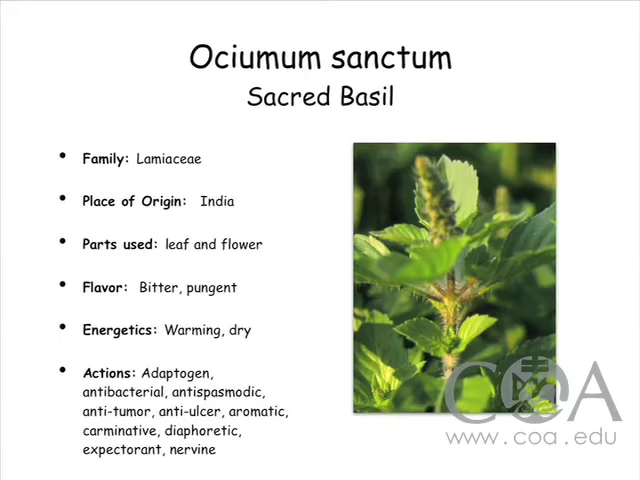 Ociumum sanctum
Sacred Basil
• Family: Lamiaceae
• Place of Origin: India
• Parts used: leaf and flower
• Flavor: Bitter, pungent
• Energetics: Warming, dry
• Actions: Adaptogen,
antibacterial, antispasmodic,
anti-tumor, anti-ulcer, aromatic,
carminative, diaphoretic,
expectorant, nervine
COA
www.coa.edu